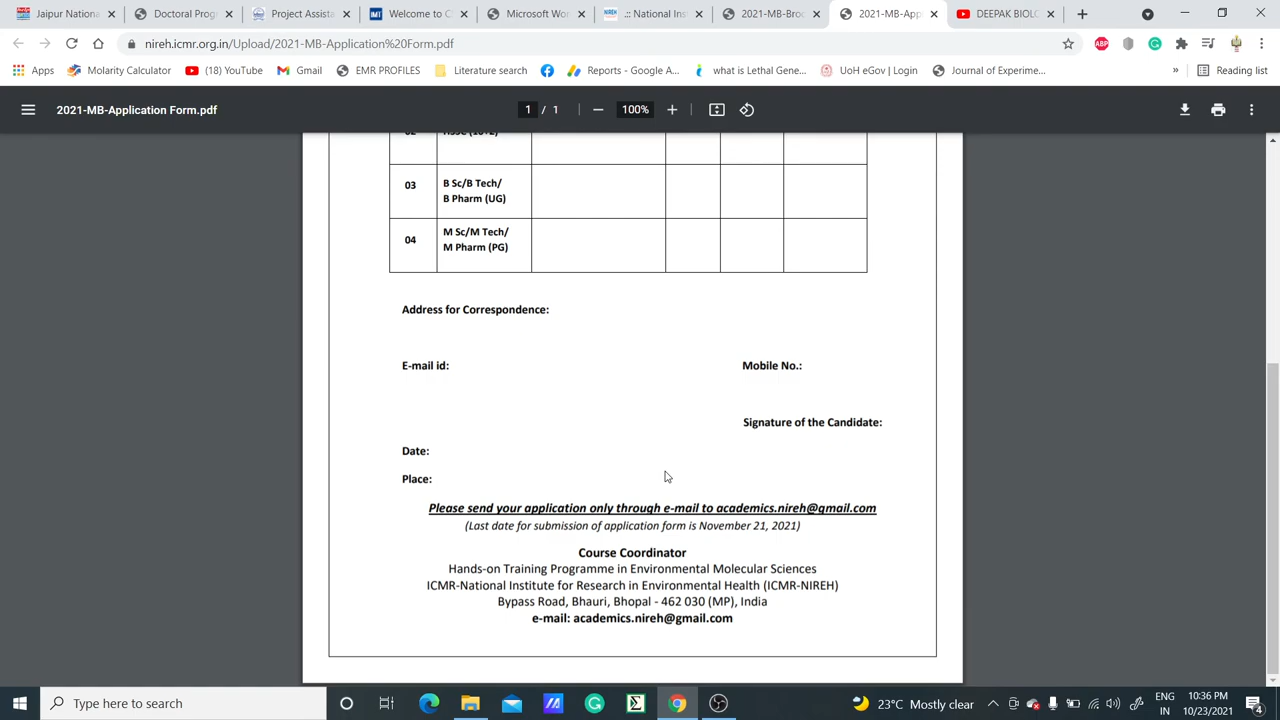 Jaipur Nation
Doctoral Prog
Project Assista
Welcome to C
Microsoft Wor
.:: National Ins
2021-MB-Broc
2021-MB-App
DEEPAK BIOL
nireh.icmr.org.in/Upload/2021-MB-Application%20Form.pdf
Apps
Molarity Calculator
(18) YouTube
Gmail
EMR PROFILES
Literature search
Reports - Google A...
what is Lethal Gene...
UoH eGov | Login
Journal of Experime...
»
Reading list
2021-MB-Application Form.pdf
1 / 1
100%
02 HSSC (10+2)
03 B Sc/B Tech/
B Pharm (UG)
04 M Sc/M Tech/
M Pharm (PG)
Address for Correspondence:
E-mail id: Mobile No.:
Signature of the Candidate:
Date:
Place:
Please send your application only through e-mail to academics.nireh@gmail.com
(Last date for submission of application form is November 21, 2021)
Course Coordinator
Hands-on Training Programme in Environmental Molecular Sciences
ICMR-National Institute for Research in Environmental Health (ICMR-NIREH)
Bypass Road, Bhauri, Bhopal - 462 030 (MP), India
e-mail: academics.nireh@gmail.com
Type here to search
23°C Mostly clear
ENG
IN
10:36 PM
10/23/2021